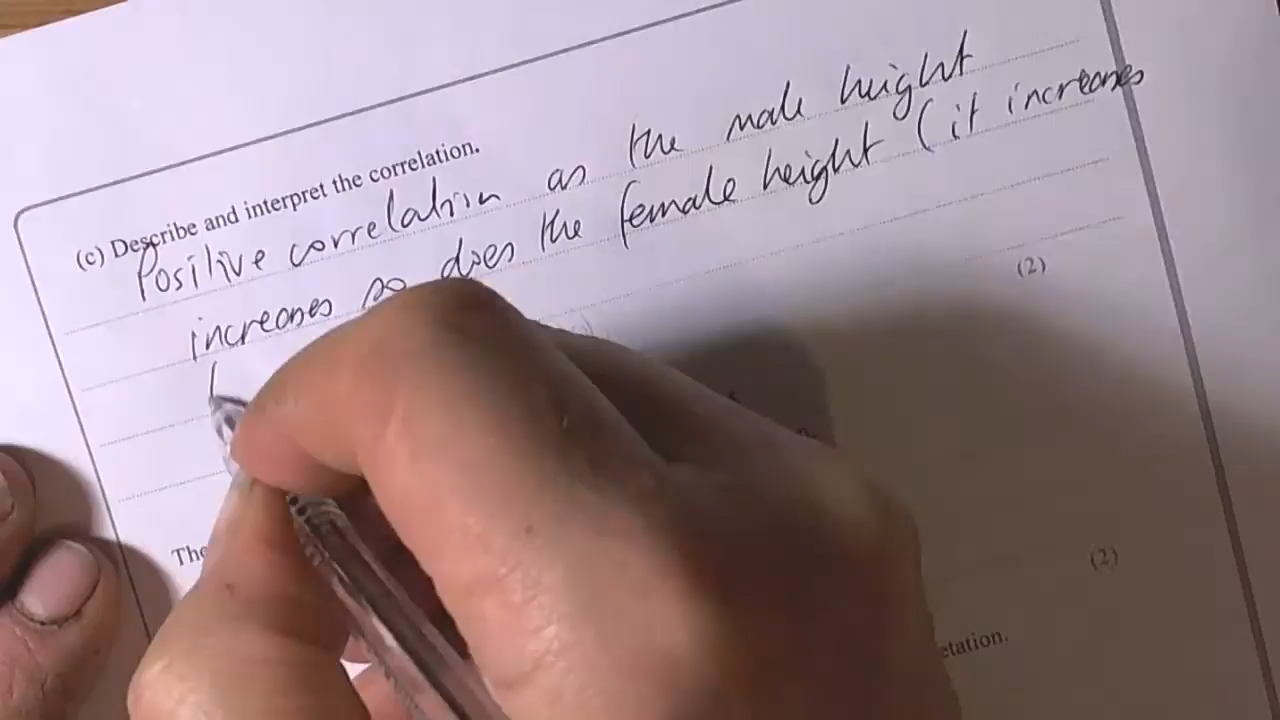 (c) Describe and interpret the correlation.
Positive correlation as the male height
increases so does the female height (it increases
(2)
The
(2)
etation.